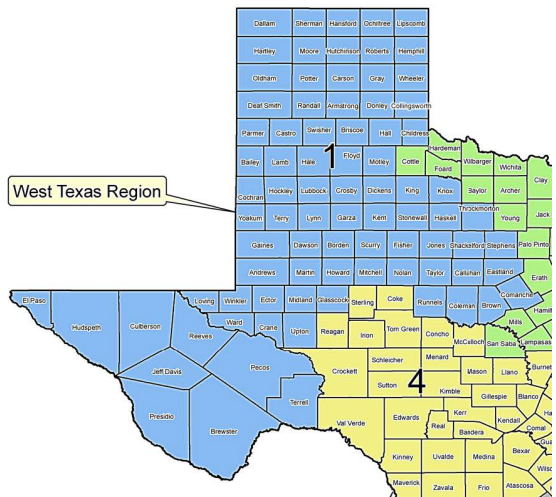 Dallam Sherman Hansford Ochiltree Lipscomb
Hartley Moore Hutchinson Roberts Hemphill
Oldham Potter Carson Gray Wheeler
Deaf Smith Randall Armstrong Donley Collingsworth
Parmer Castro Swisher Briscoe Hall Childress
Hardeman
1
Bailey Lamb Hale Floyd Motley Cottle Foard Wilbarger Wichita
Clay
West Texas Region
Cochran Hockley Lubbock Crosby Dickens King Knox Baylor Archer
Yoakum Terry Lynn Garza Kent Stonewall Haskell Throckmorton Young Jack
Gaines Dawson Borden Scurry Fisher Jones Shackelford Stephens Palo Pinto
Andrews Martin Howard Mitchell Nolan Taylor Callahan Eastland Erath
El Paso Hudspeth Culberson Loving Winkler Ector Midland Glasscock Sterling Coke Runnels Coleman Brown Comanche
Reeves Ward Crane Upton Reagan Irion Tom Green Concho McCulloch San Saba Mills Hamil
Lampasas
Jeff Davis Pecos Crockett Schleicher Menard Mason Llano Burnet
Sutton 4 Kimble Gillespie Blanco
Presidio Brewster Terrell Val Verde Edwards Kerr Real Kendall Ha
Bandera Comal
Gua
Kinney Uvalde Medina Bexar
Wils
Maverick Zavala Frio Atascosa